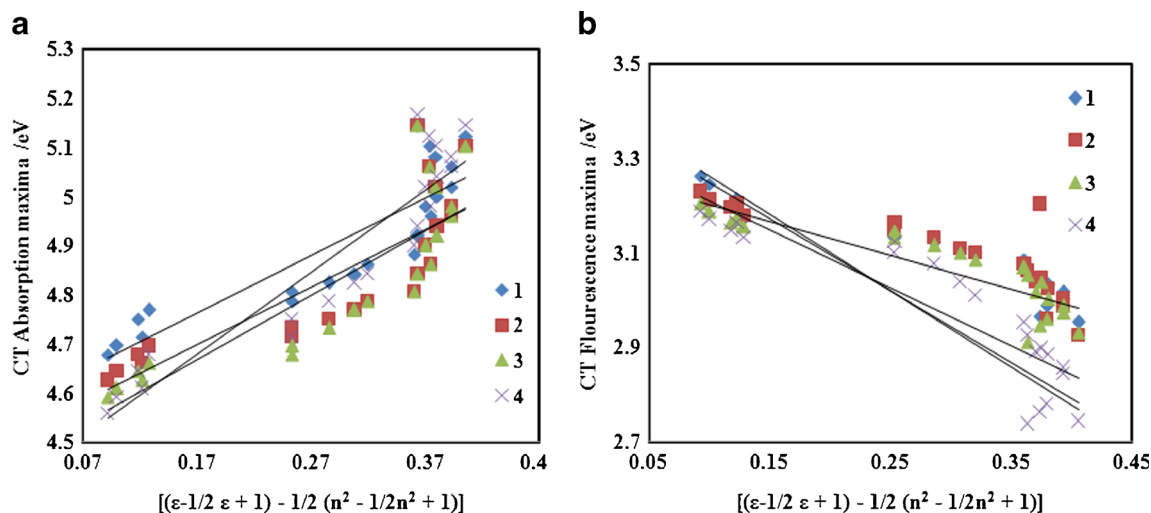 a
5.3
5.2
5.1
5
4.9
4.8
4.7
4.6
4.5
CT Absorption maxima /eV
0.07 0.17 0.27 0.37 0.4
[(ε-1/2 ε + 1) - 1/2 (n² - 1/2n² + 1)]
1
2
3
4
b
3.5
3.3
3.1
2.9
2.7
CT Flourescence maxima /eV
0.05 0.15 0.25 0.35 0.45
[(ε-1/2 ε + 1) - 1/2 (n² - 1/2n² + 1)]
1
2
3
4